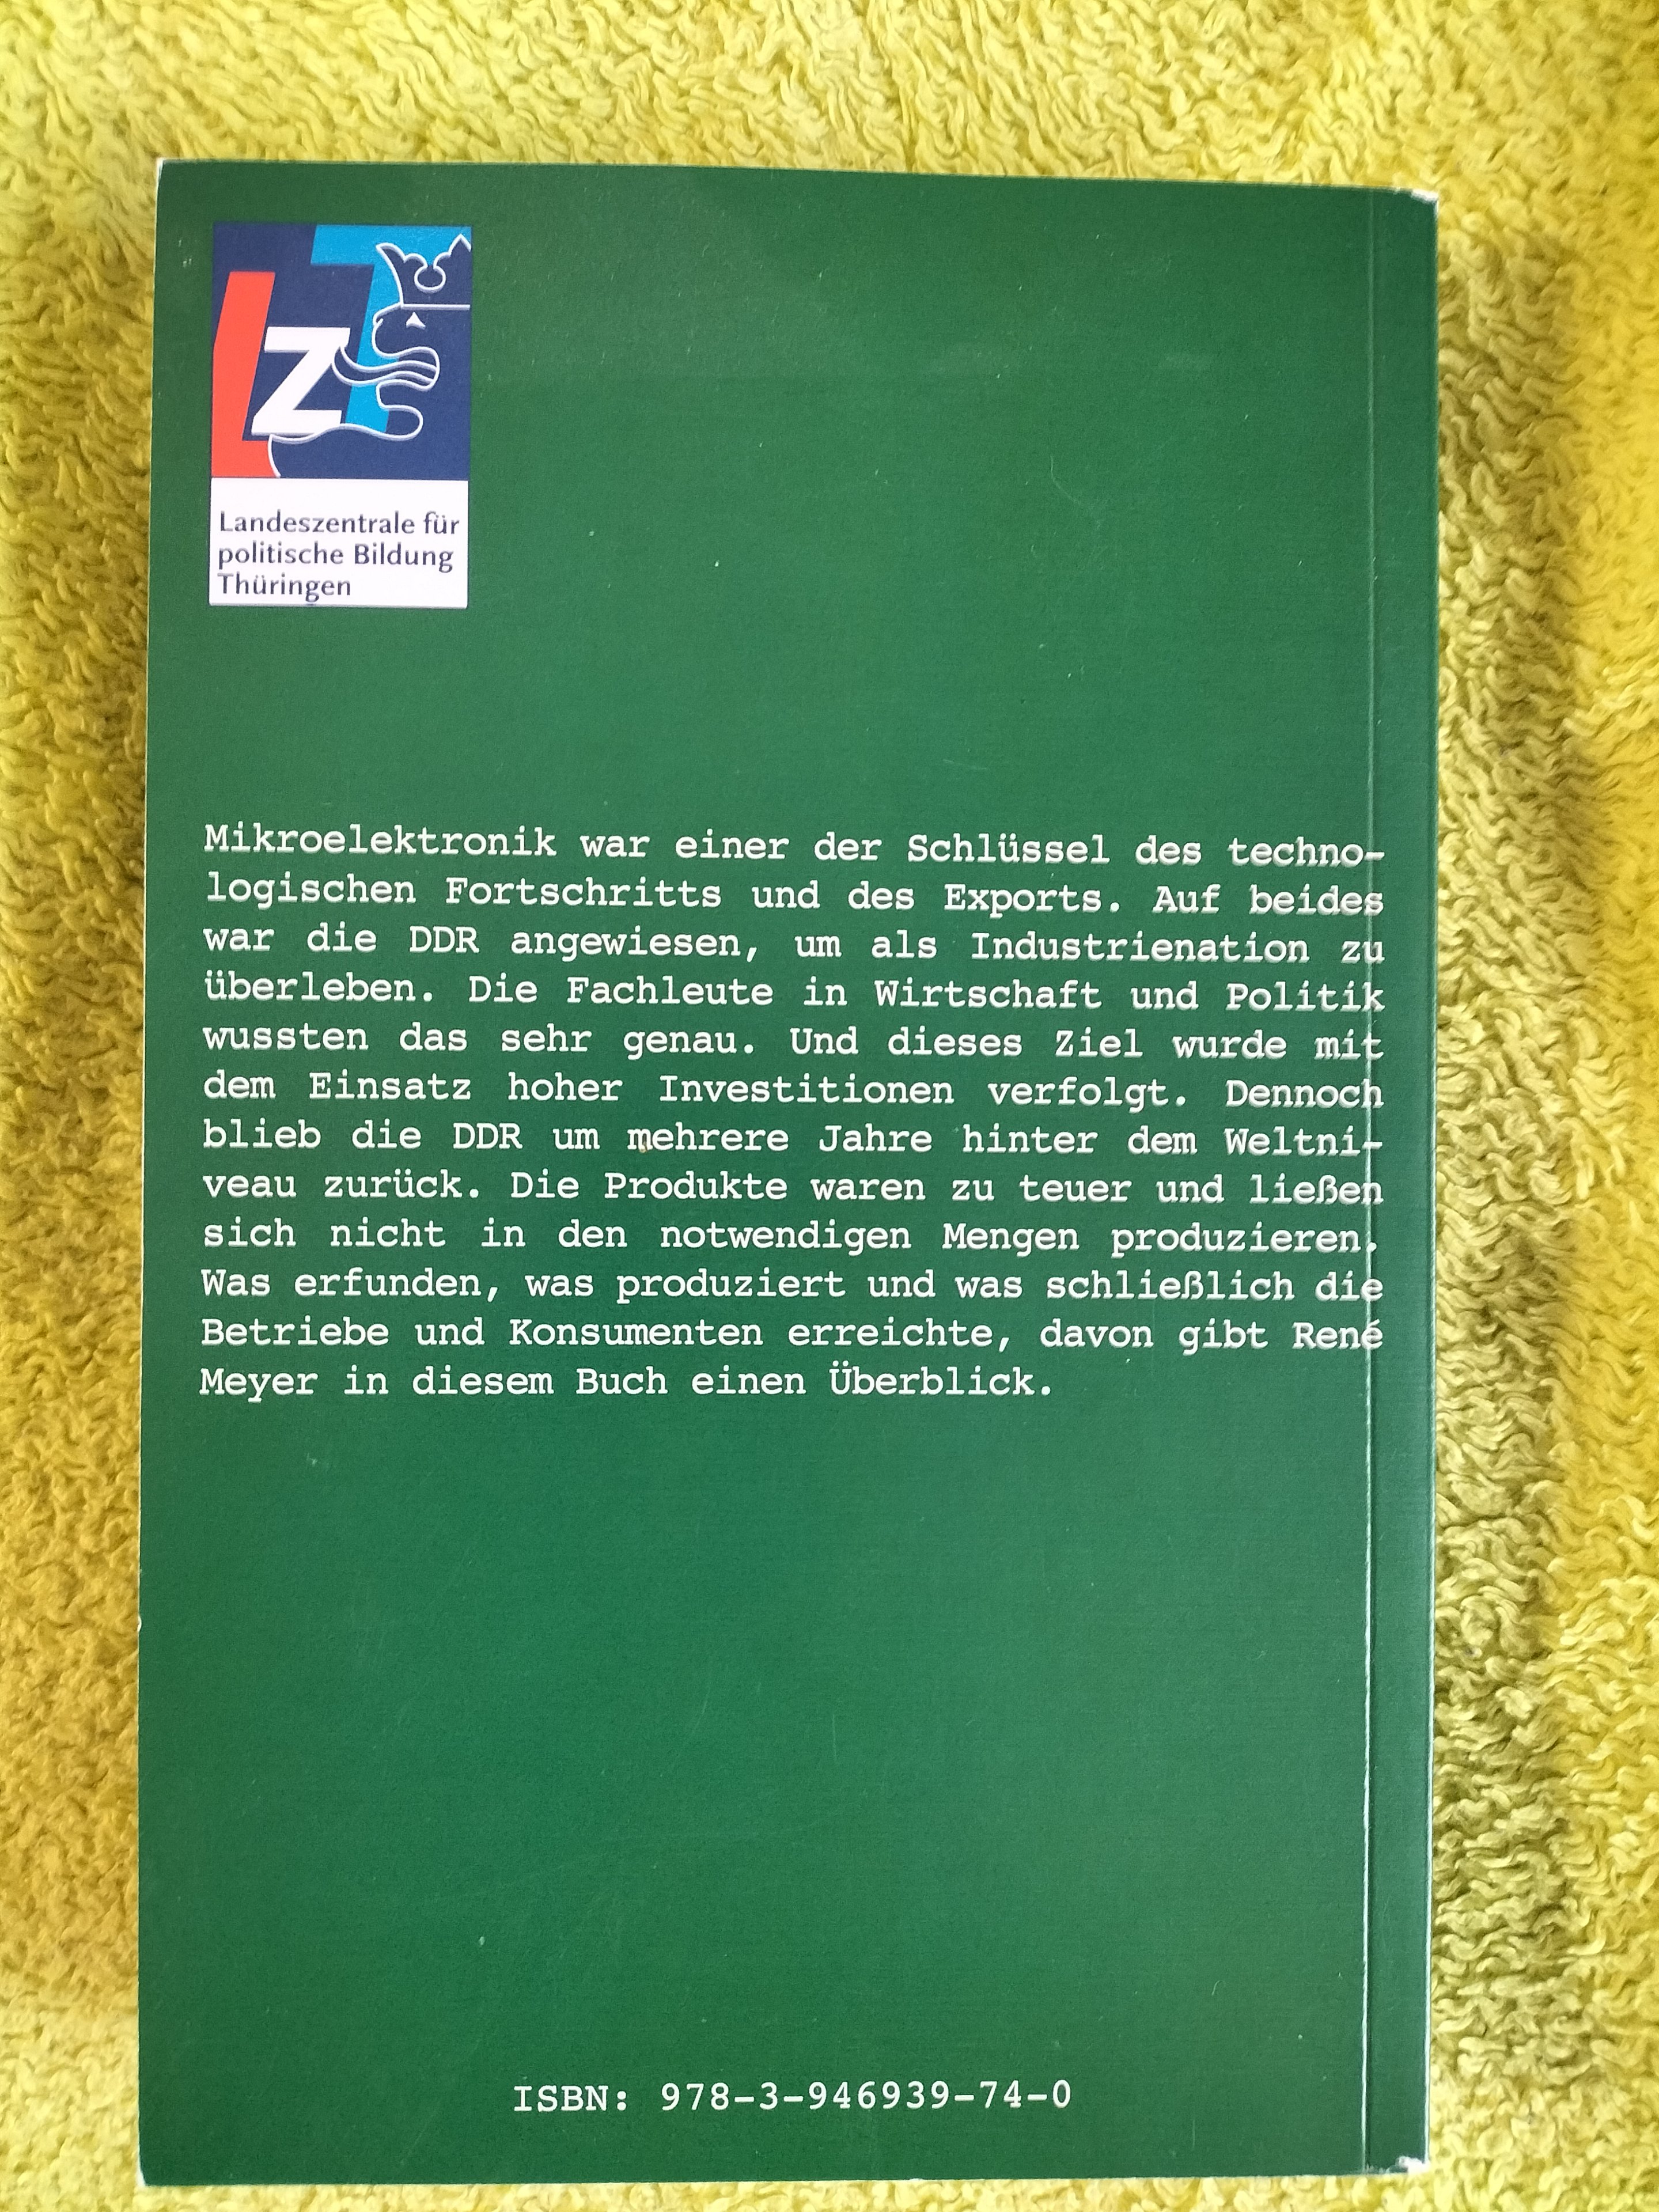 LZT
Landeszentrale für
politische Bildung
Thüringen
Mikroelektronik war einer der Schlüssel des techno-
logischen Fortschritts und des Exports. Auf beides
war die DDR angewiesen, um als Industrienation zu
überleben. Die Fachleute in Wirtschaft und Politik
wussten das sehr genau. Und dieses Ziel wurde mit
dem Einsatz hoher Investitionen verfolgt. Dennoch
blieb die DDR um mehrere Jahre hinter dem Weltni-
veau zurück. Die Produkte waren zu teuer und ließen
sich nicht in den notwendigen Mengen produzieren.
Was erfunden, was produziert und was schließlich die
Betriebe und Konsumenten erreichte, davon gibt René
Meyer in diesem Buch einen Überblick.
ISBN: 978-3-946939-74-0